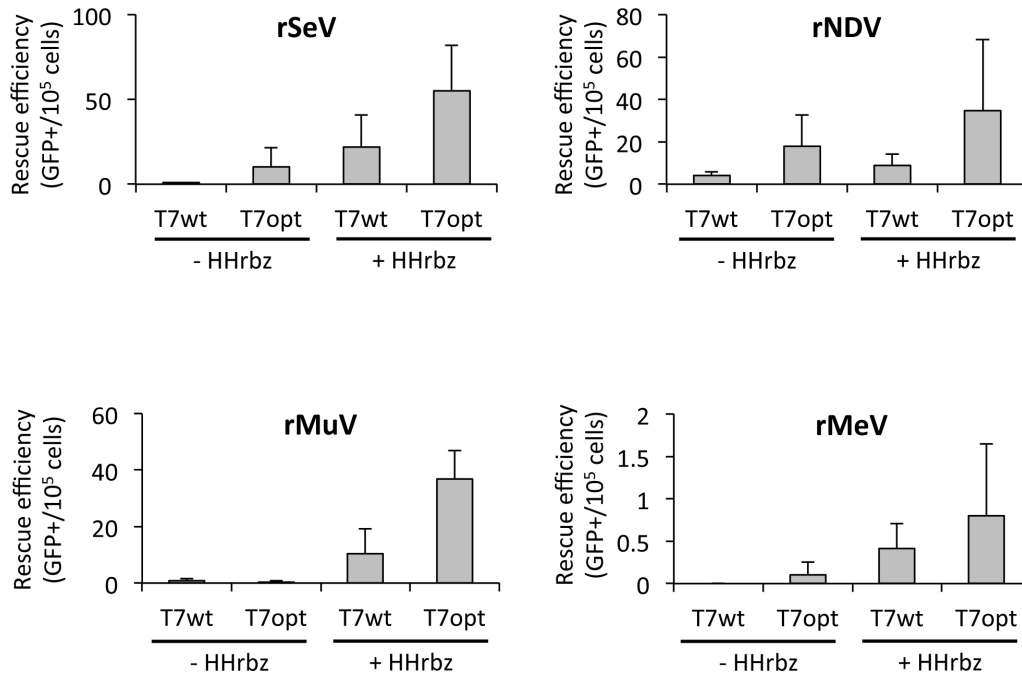 rSeV
Rescue efficiency
(GFP+/10⁵ cells)
100
50
0
T7wt T7opt T7wt T7opt
- HHrbz + HHrbz
rNDV
Rescue efficiency
(GFP+/10⁵ cells)
80
60
40
20
0
T7wt T7opt T7wt T7opt
- HHrbz + HHrbz
rMuV
Rescue efficiency
(GFP+/10⁵ cells)
60
40
20
0
T7wt T7opt T7wt T7opt
- HHrbz + HHrbz
rMeV
Rescue efficiency
(GFP+/10⁵ cells)
2
1.5
1
0.5
0
T7wt T7opt T7wt T7opt
- HHrbz + HHrbz